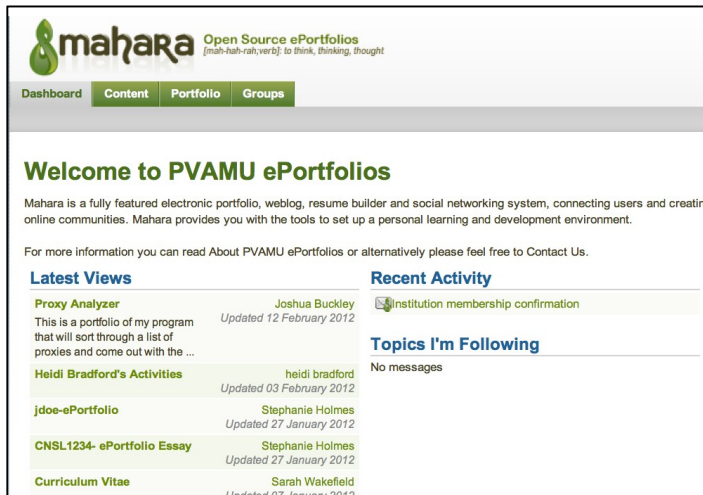 mahara
Open Source ePortfolios
[mah-hah-rah;verb]: to think, thinking, thought
Dashboard Content Portfolio Groups
Welcome to PVAMU ePortfolios
Mahara is a fully featured electronic portfolio, weblog, resume builder and social networking system, connecting users and creatin
online communities. Mahara provides you with the tools to set up a personal learning and development environment.
For more information you can read About PVAMU ePortfolios or alternatively please feel free to Contact Us.
Latest Views
Proxy Analyzer Joshua Buckley
This is a portfolio of my program Updated 12 February 2012
that will sort through a list of
proxies and come out with the ...
Heidi Bradford's Activities heidi bradford
Updated 03 February 2012
jdoe-ePortfolio Stephanie Holmes
Updated 27 January 2012
CNSL1234- ePortfolio Essay Stephanie Holmes
Updated 27 January 2012
Curriculum Vitae Sarah Wakefield
Updated 07 January 2012
Recent Activity
Institution membership confirmation
Topics I'm Following
No messages